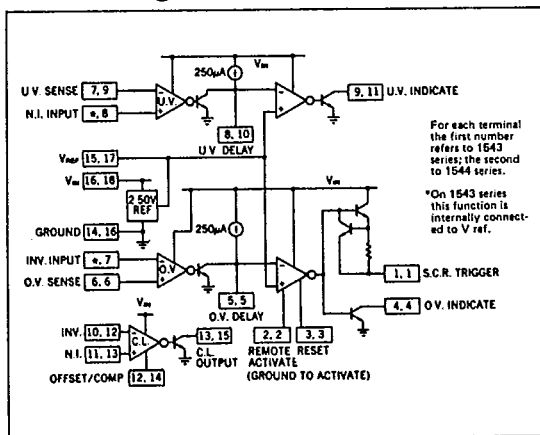 VIN
250µA
U.V. SENSE 7, 9
U.V.
9, 11 U.V. INDICATE
N.I. INPUT *, 8
8, 10
U.V DELAY
For each terminal
the first number
refers to 1543
series; the second
to 1544 series.
*On 1543 series
this function is
internally connect-
ed to V ref.
VREF 15, 17
VIN 16, 18
2 50V
REF
VIN
GROUND 14, 16
250µA
INV. INPUT *, 7
O.V
O.V. SENSE 6, 6
1, 1 S.C.R. TRIGGER
5, 5
O.V. DELAY
4, 4 O V. INDICATE
VIN
INV. 10, 12
C.L.
13, 15
C.L.
OUTPUT
2, 2
REMOTE
ACTIVATE
(GROUND TO ACTIVATE)
3, 3
RESET
N.I. 11, 13
OFFSET/COMP 12, 14